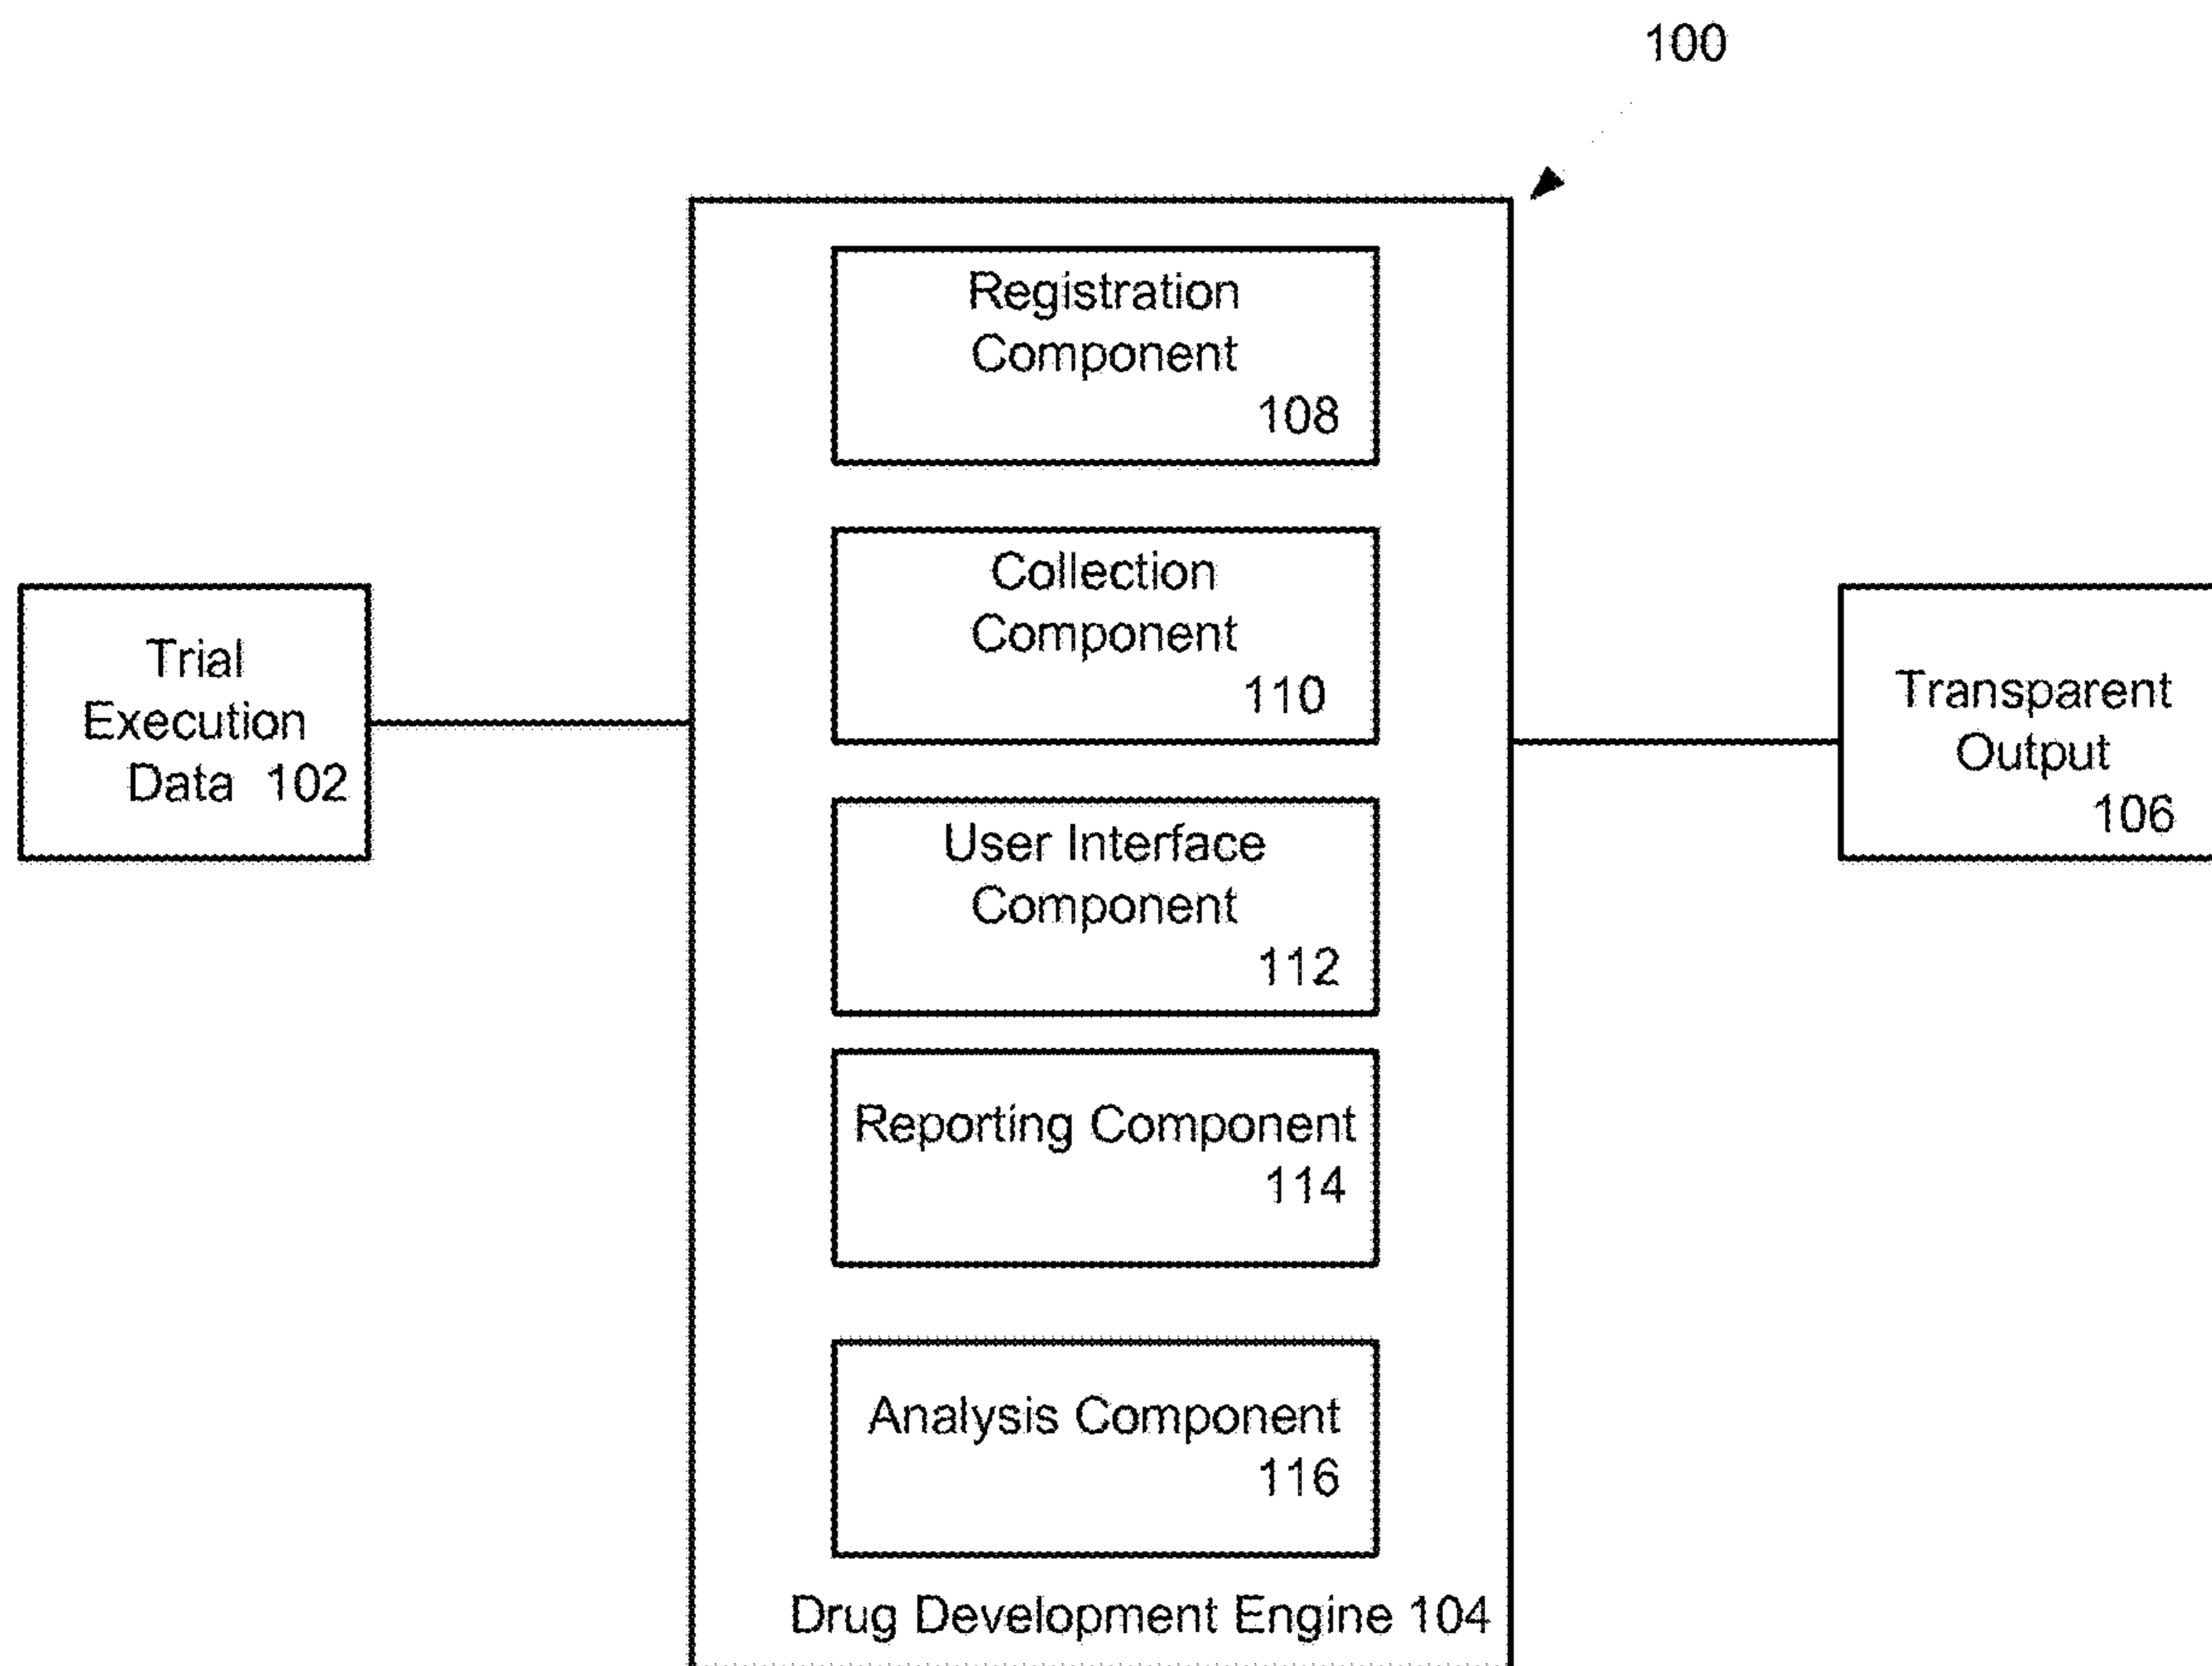 100
Registration
Component
108
Collection
Component
110
Trial
Execution
Data 102
Transparent
Output
106
User Interface
Component
112
Reporting Component
114
Analysis Component
116
Drug Development Engine 104